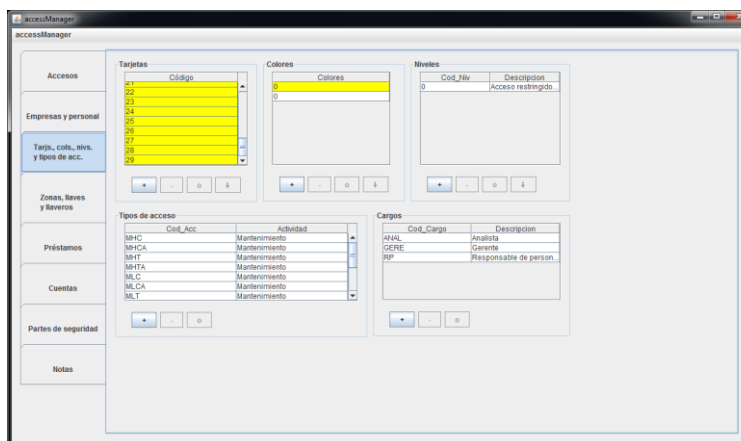 accessManager
accessManager
Accesos
Empresas y personal
Tarjs., cols., nivs.
y tipos de acc.
Zonas, llaves
y llaveros
Préstamos
Cuentas
Partes de seguridad
Notas
Tarjetas
Código
21
22
23
24
25
26
27
28
29
+ - o
Colores
Colores
0
0
+ - o
Niveles
Cod_Niv Descripcion
0 Acceso restringido...
+ - o
Tipos de acceso
Cod_Acc Actividad
MHC Mantenimiento
MHCA Mantenimiento
MHT Mantenimiento
MHTA Mantenimiento
MLC Mantenimiento
MLCA Mantenimiento
MLT Mantenimiento
+ - o
Cargos
Cod_Cargo Descripcion
ANAL Analista
GERE Gerente
RP Responsable de person...
+ - o